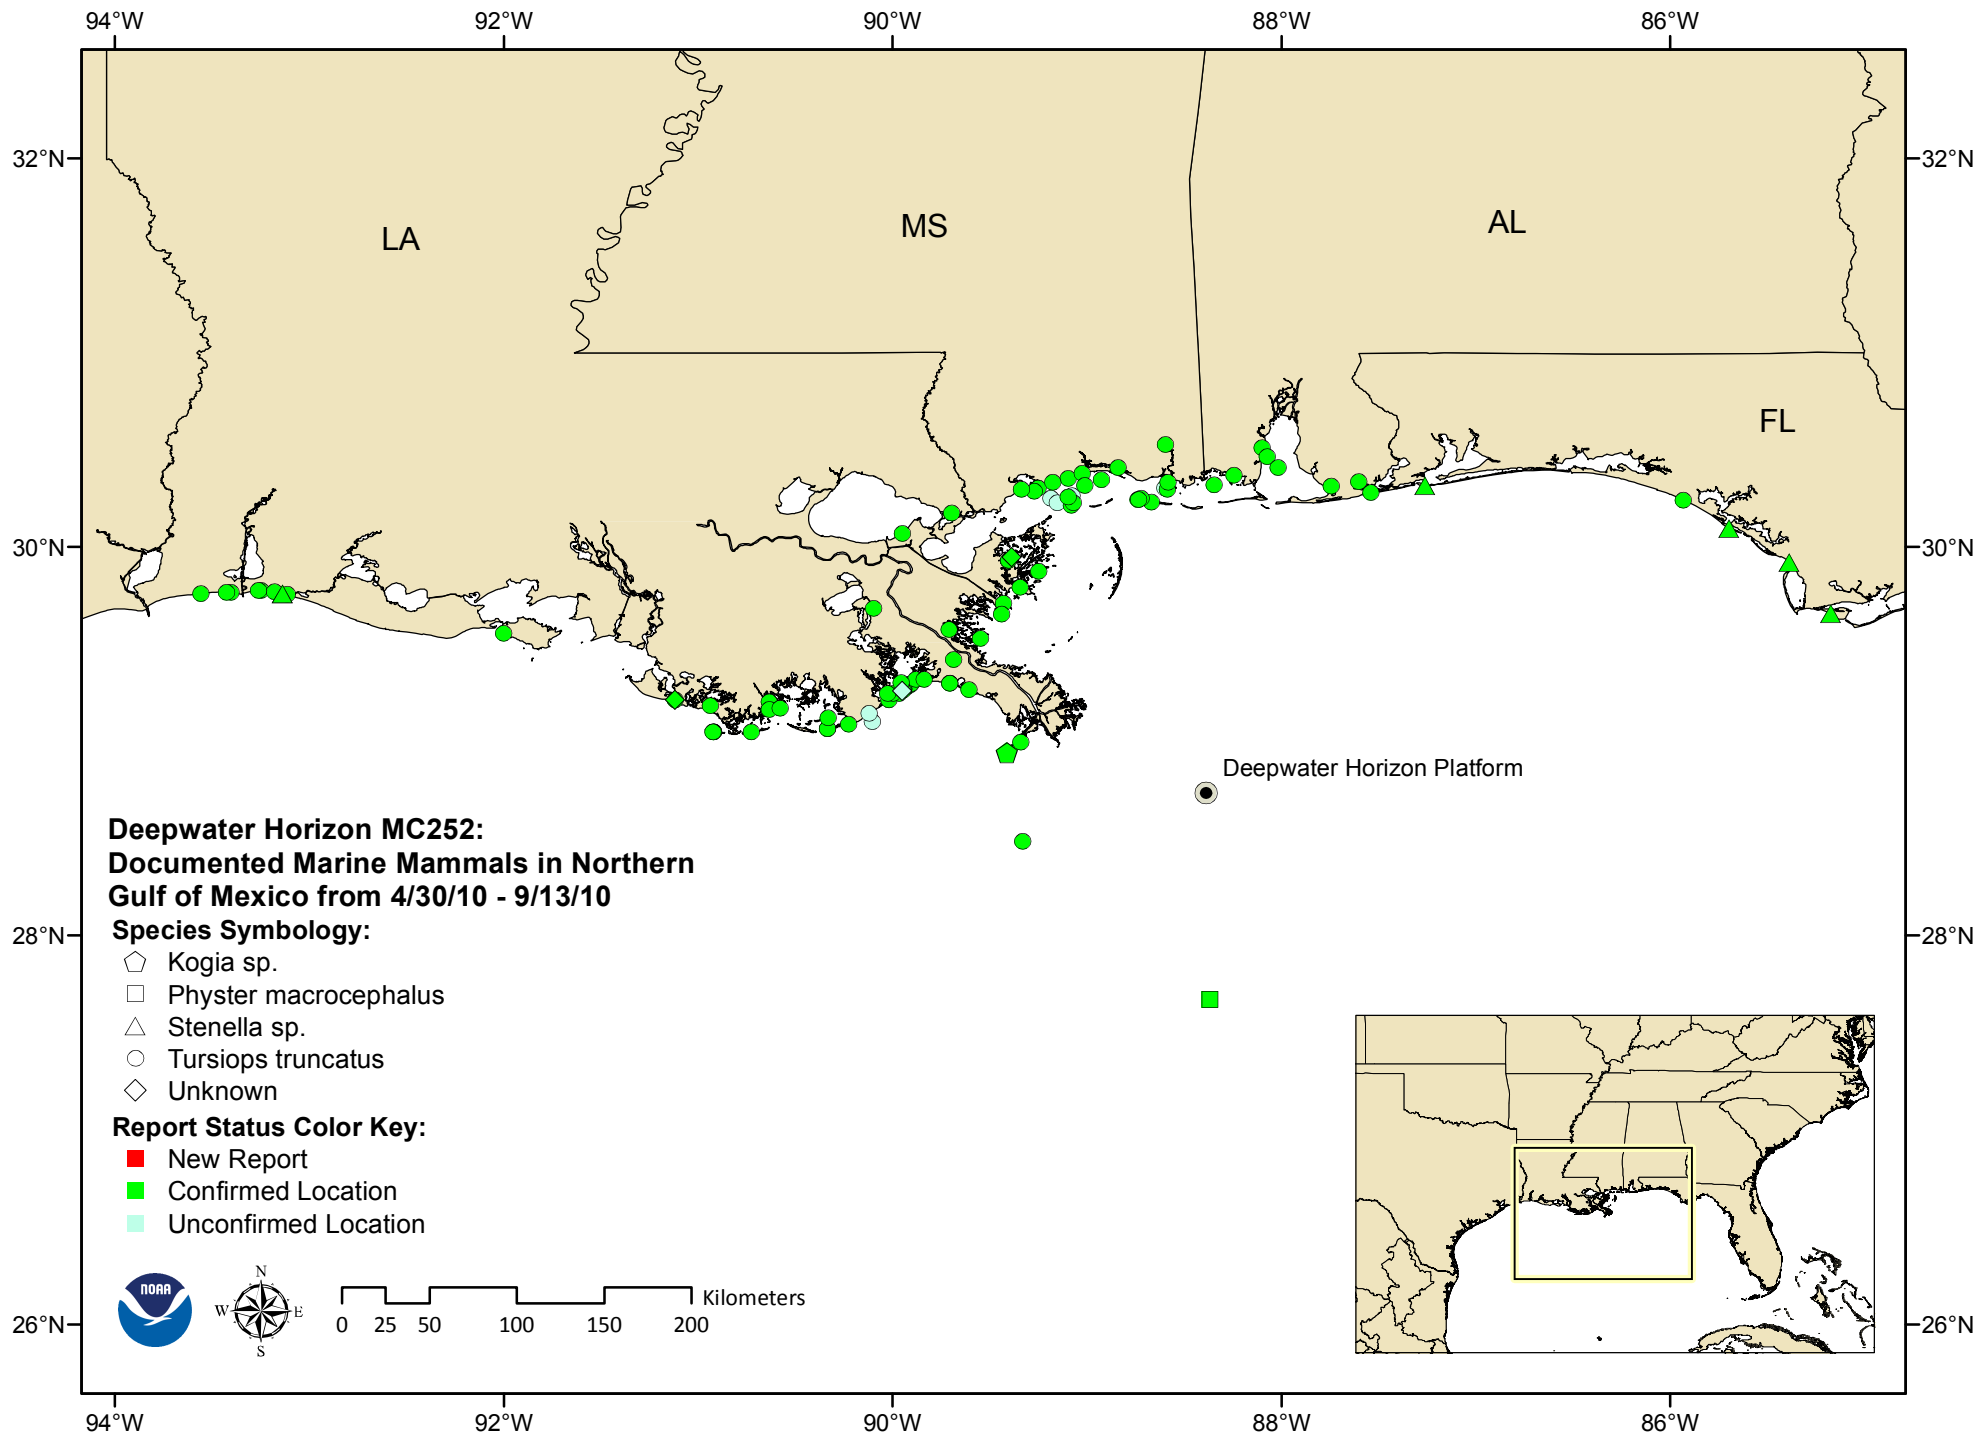 94°W 92°W 90°W 88°W 86°W
32°N 32°N
LA MS AL
FL
30°N 30°N
Deepwater Horizon Platform
Deepwater Horizon MC252:
Documented Marine Mammals in Northern
Gulf of Mexico from 4/30/10 - 9/13/10
Species Symbology:
28°N 28°N
Kogia sp.
Physter macrocephalus
Stenella sp.
Tursiops truncatus
Unknown
Report Status Color Key:
New Report
Confirmed Location
Unconfirmed Location
NOAA
N
W E
S
Kilometers
0 25 50 100 150 200
26°N 26°N
94°W 92°W 90°W 88°W 86°W